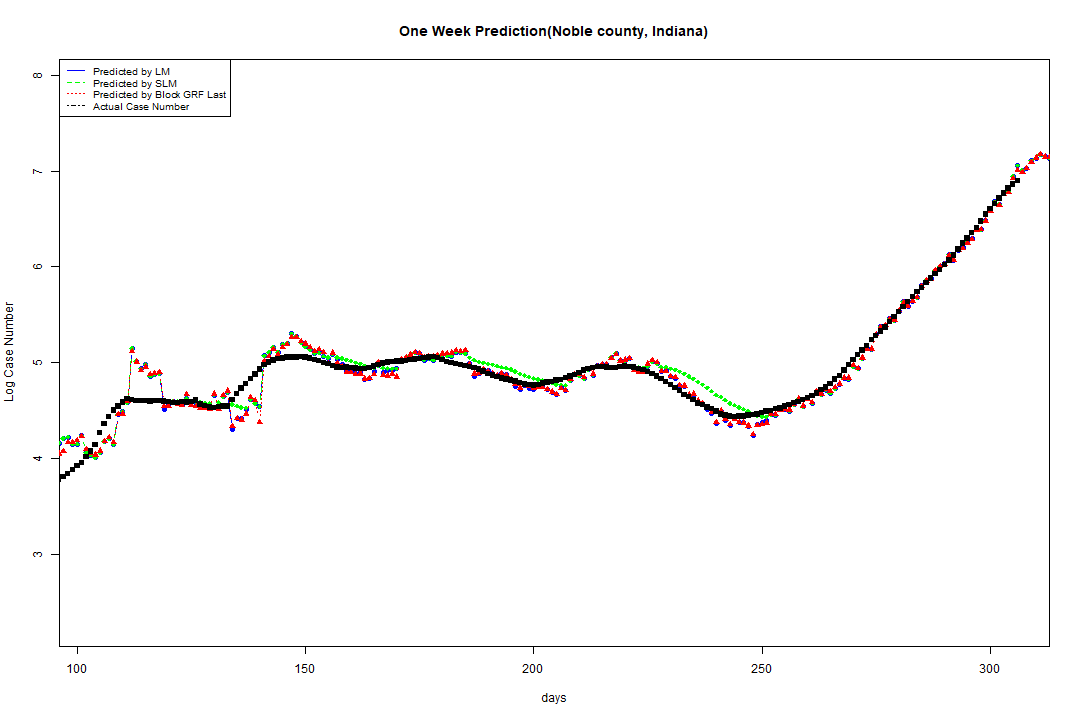 One Week Prediction(Noble county, Indiana)
Predicted by LM
Predicted by SLM
Predicted by Block GRF Last
Actual Case Number
8
7
6
5
4
3
Log Case Number
100 150 200 250 300
days